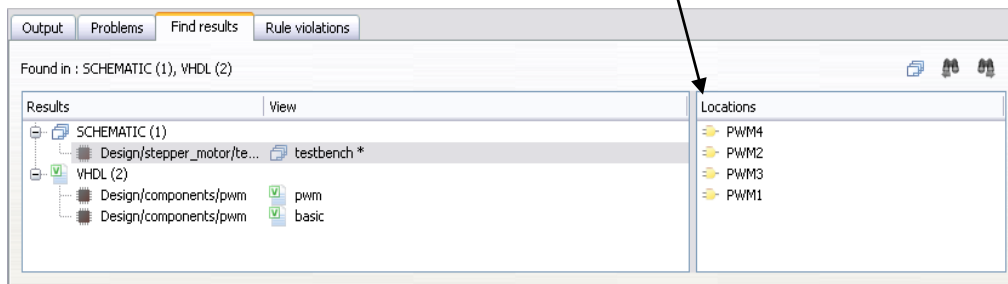 Output Problems Find results Rule violations
Found in : SCHEMATIC (1), VHDL (2)
Results View Locations
SCHEMATIC (1) PWM4
Design/stepper_motor/te... testbench * PWM2
VHDL (2) PWM3
Design/components/pwm pwm PWM1
Design/components/pwm basic